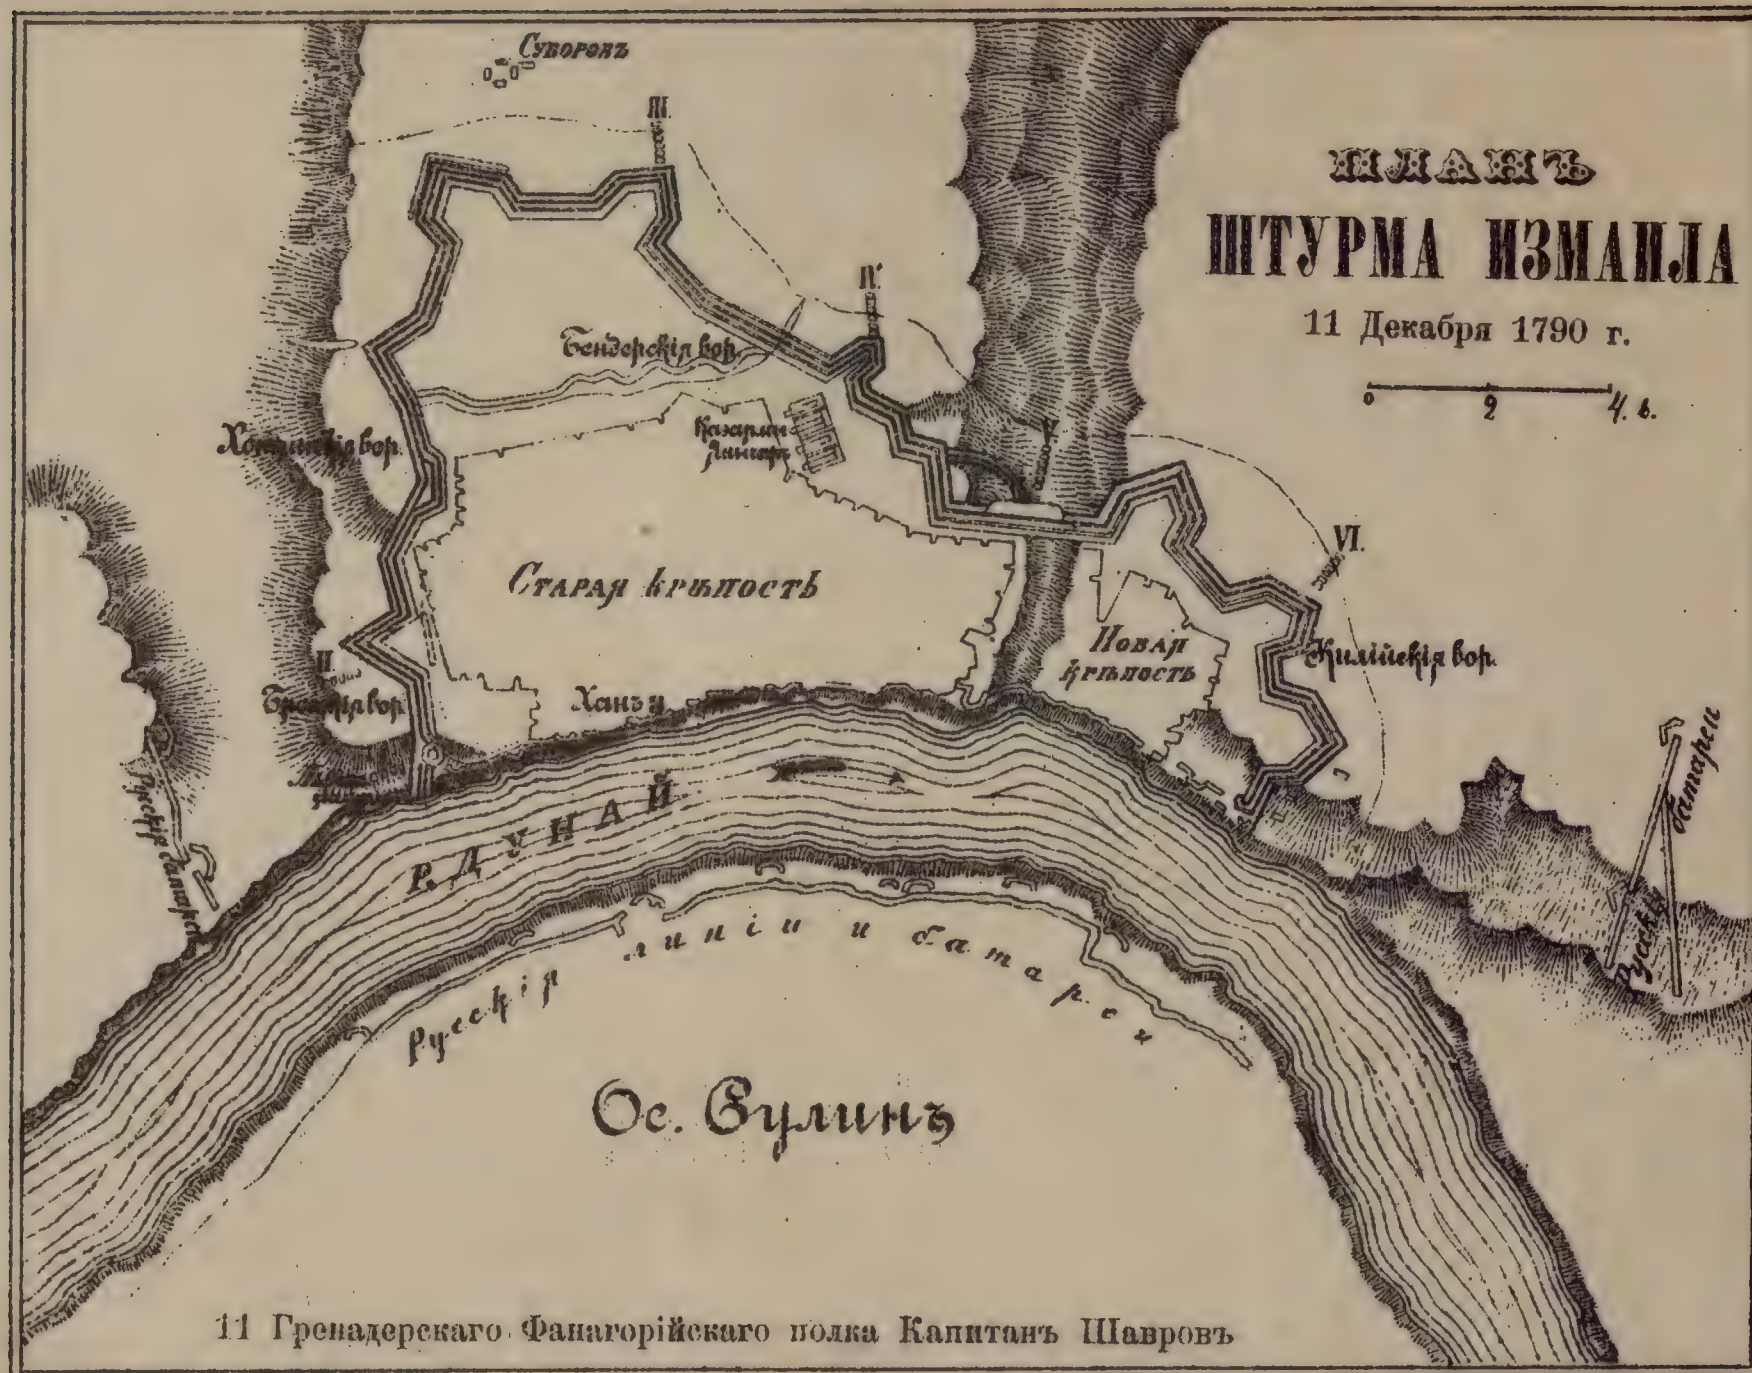 ПЛАНЪ
ШТУРМА ИЗМАИЛА
11 Декабря 1790 г.
0 2 4. в.
Суворовъ
III.
IV.
Бендерскія вор.
Хотинскія вор.
V.
VI.
Старая крѣпость
Новая
крѣпость
Килійскія вор.
II.
Бросскія вор.
Ханъ
Р. ДУНАЙ
Русскія батареи
Русскія батареи
Русскія линіи и батареи
Ос. Сулинъ
11 Гренадерскаго Фанагорійскаго полка Капитанъ Шавровъ